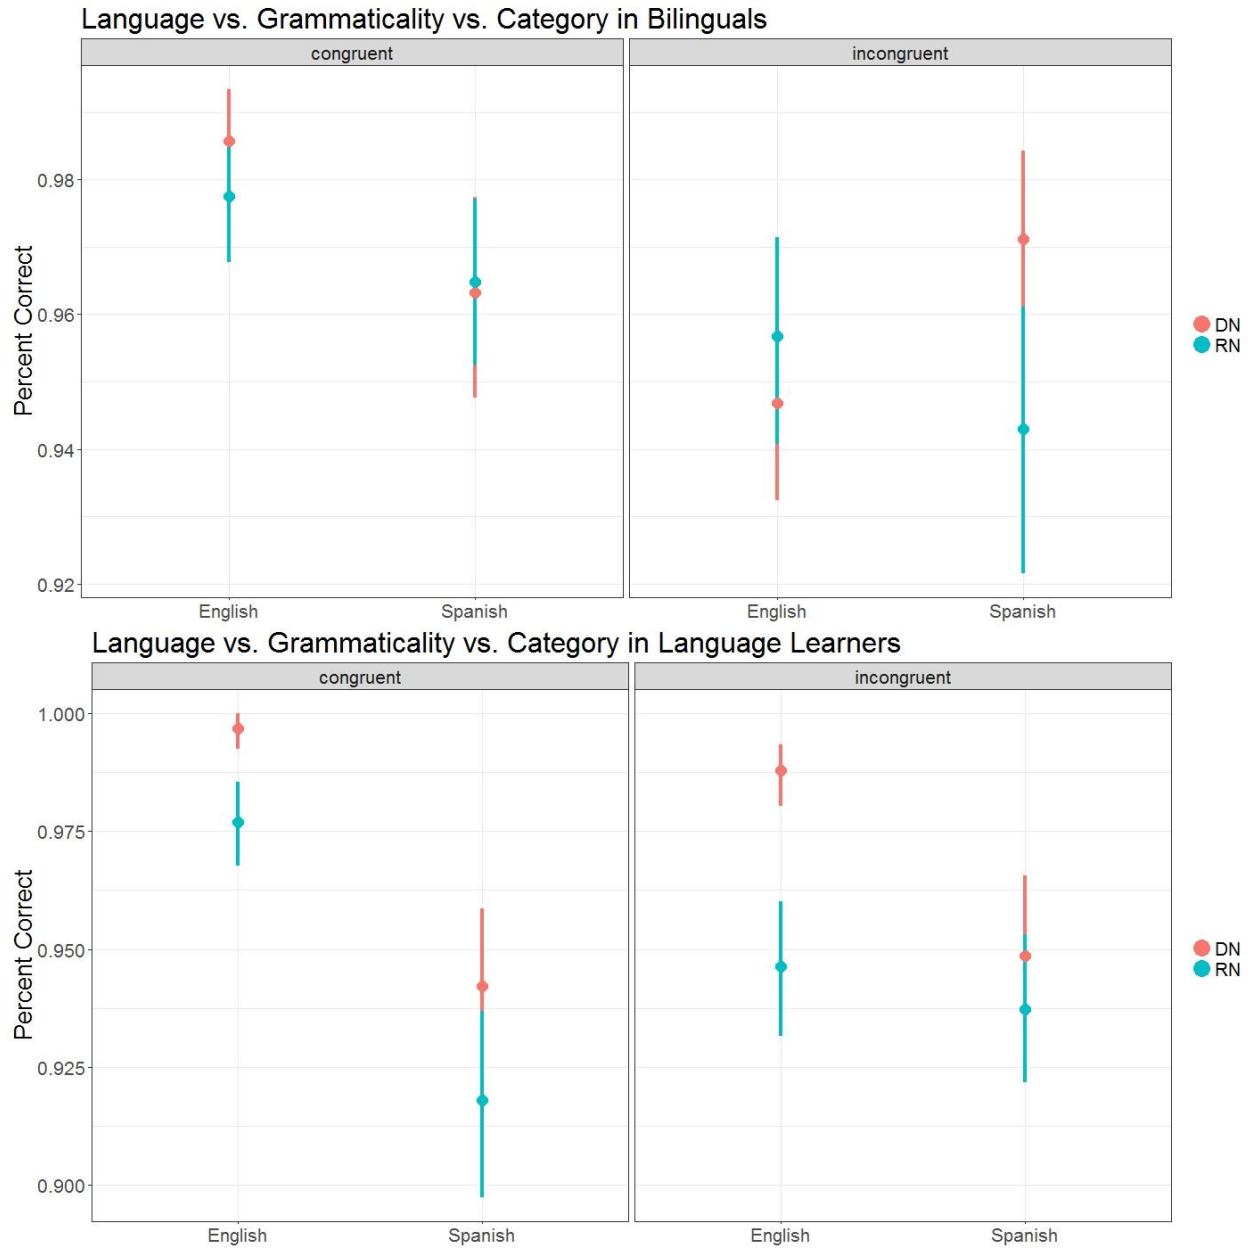 Language vs. Grammaticality vs. Category in Bilinguals
congruent
incongruent
Percent Correct
0.98
0.96
0.94
0.92
English
Spanish
English
Spanish
DN
RN
Language vs. Grammaticality vs. Category in Language Learners
congruent
incongruent
Percent Correct
1.000
0.975
0.950
0.925
0.900
English
Spanish
English
Spanish
DN
RN